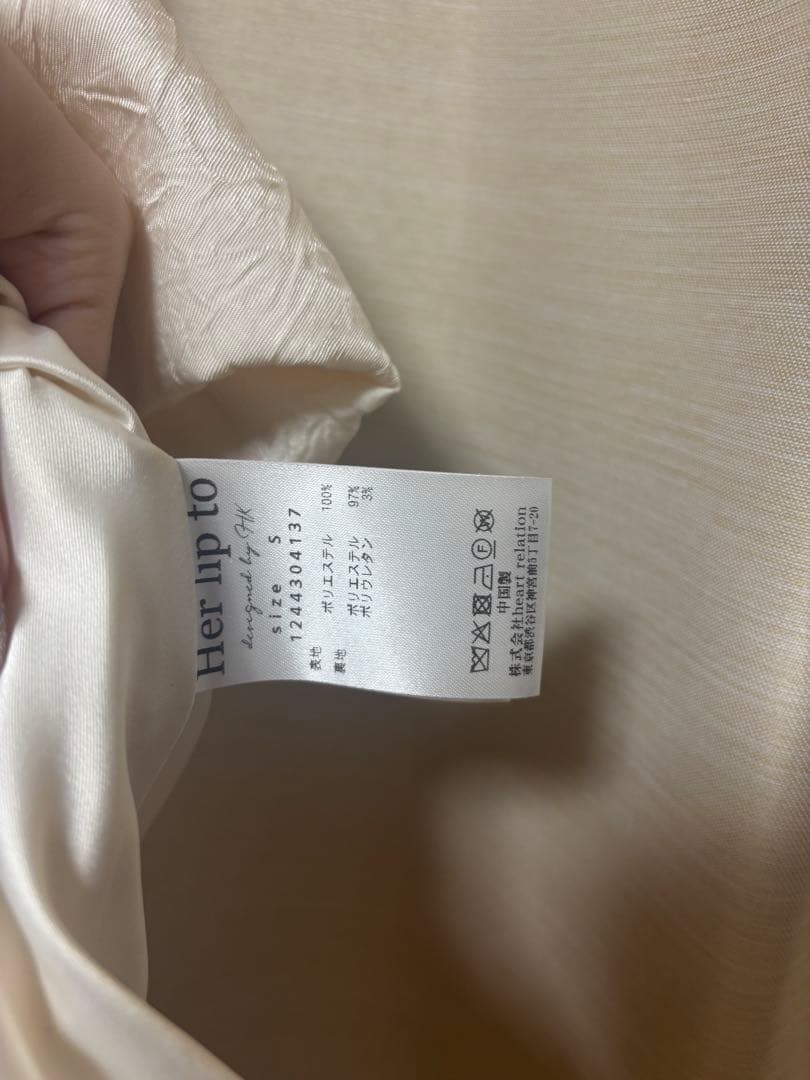 Her lip to
designed by HK
size S
1244304137
表地 ポリエステル 100%
裏地 ポリエステル 97%
ポリウレタン 3%
中国製
株式会社heart relation
東京都渋谷区神宮前5丁目7-20